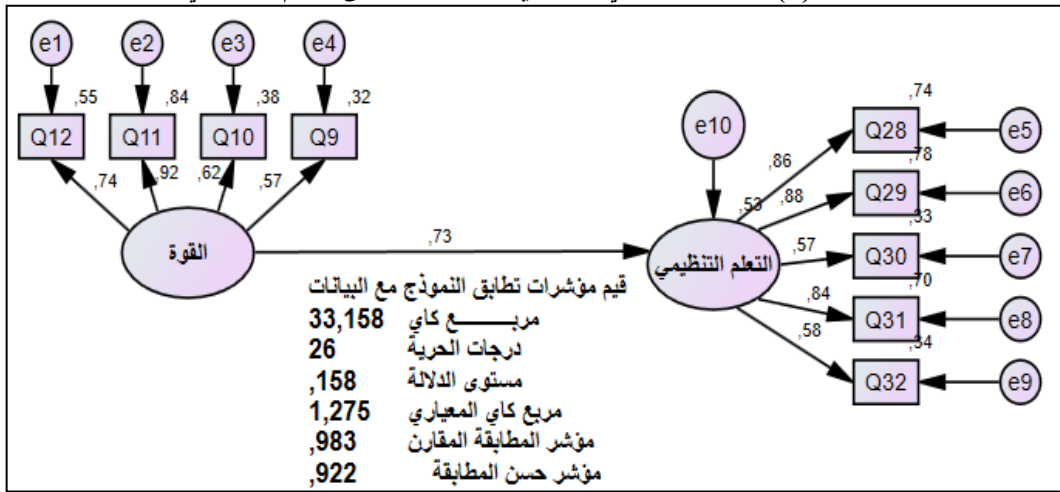 e1 e2 e3 e4
,55 ,84 ,38 ,32
Q12 Q11 Q10 Q9
,74 ,92 ,62 ,57
القوة
,73
e10
,53
التعلم التنظيمي
,86 ,88 ,57 ,84 ,58
,74
Q28 e5
,78
Q29 e6
,33
Q30 e7
,70
Q31 e8
,34
Q32 e9
قيم مؤشرات تطابق النموذج مع البيانات
مربـــــــع كاي 33,158
درجات الحرية 26
مستوى الدلالة ,158
مربع كاي المعياري 1,275
مؤشر المطابقة المقارن ,983
مؤشر حسن المطابقة ,922